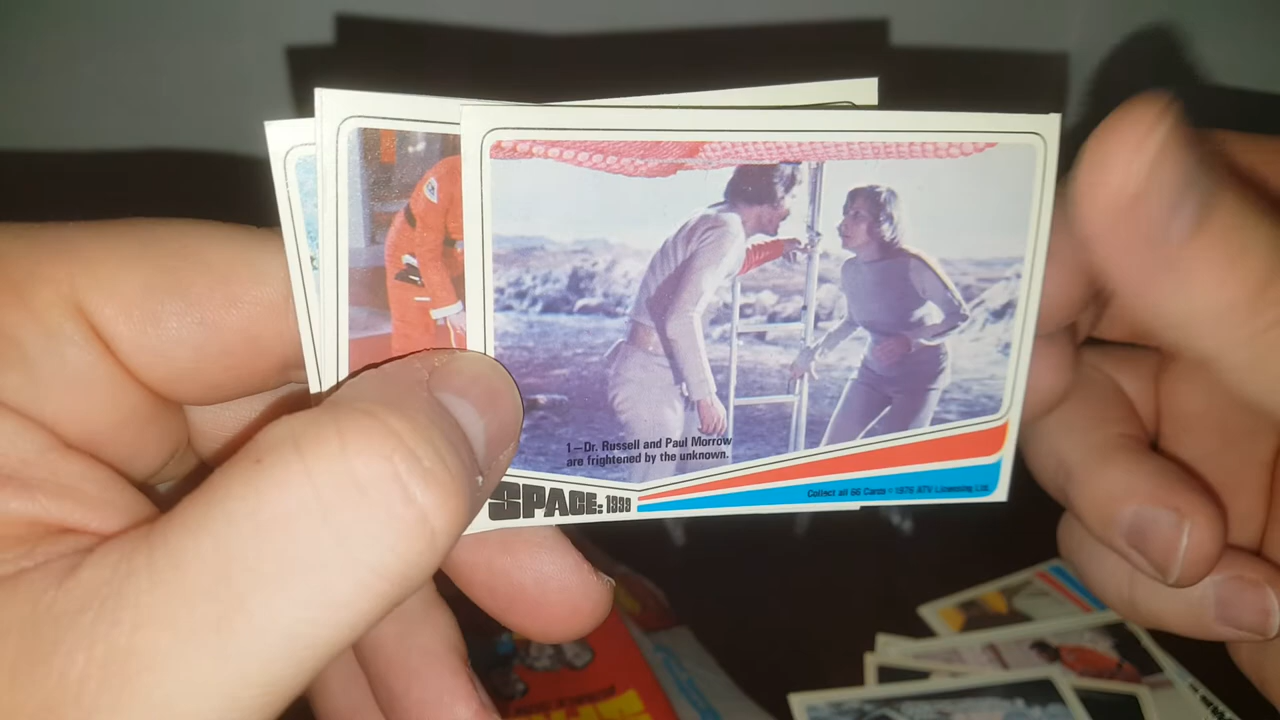 1—Dr. Russell and Paul Morrow
are frightened by the unknown.
SPACE: 1999
Collect all 66 Cards © 1976 ATV Licensing Ltd.